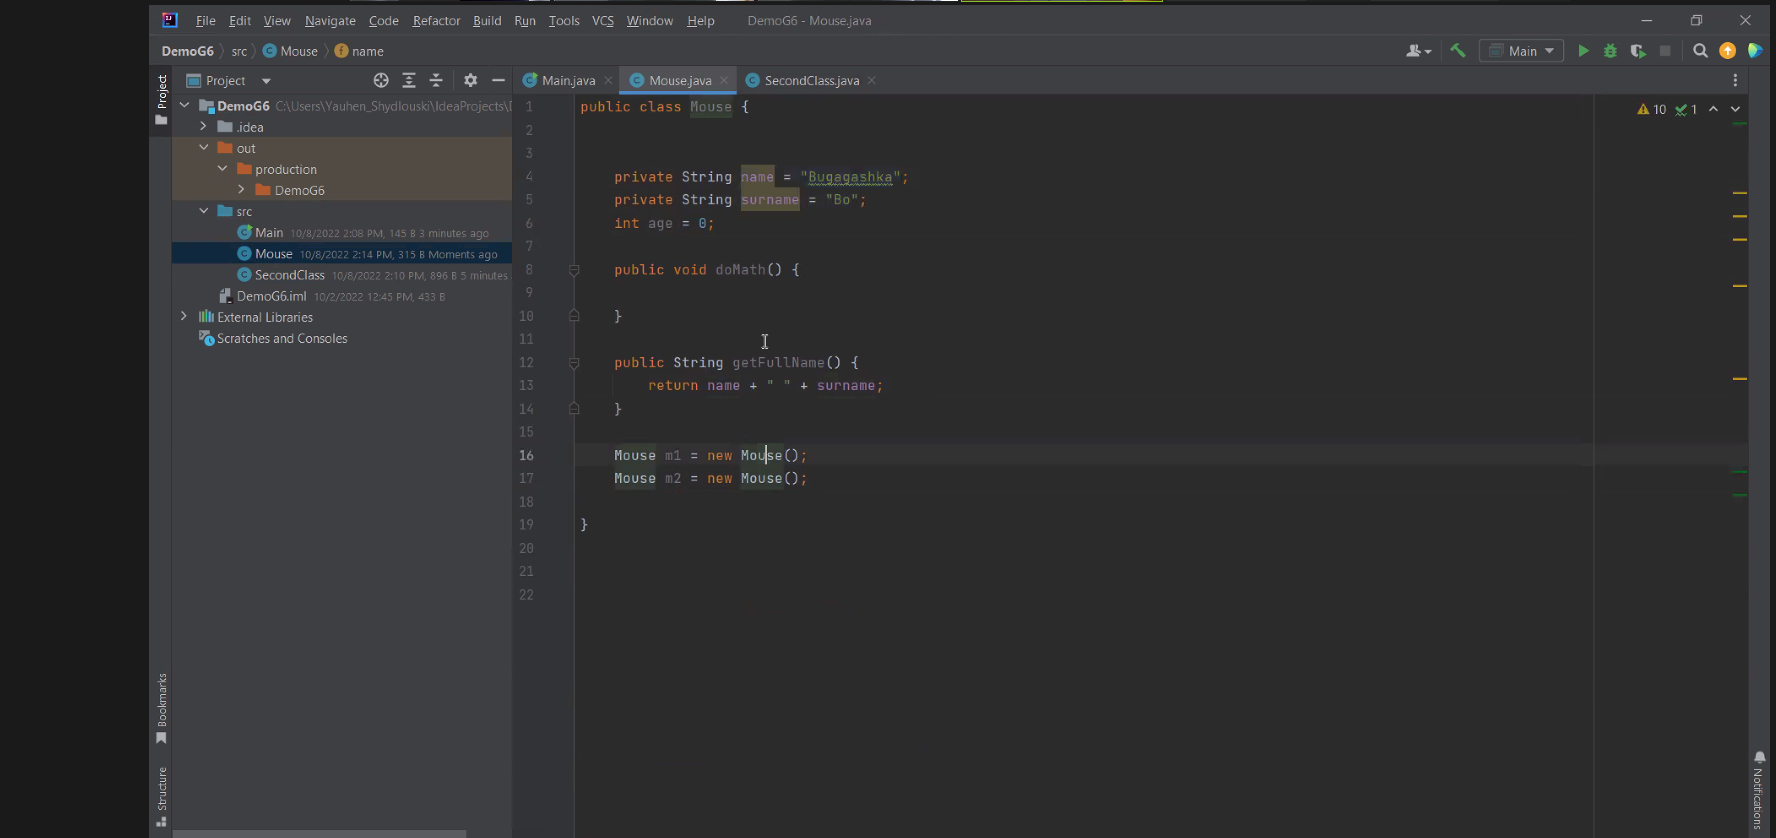 File Edit View Navigate Code Refactor Build Run Tools VCS Window Help DemoG6 - Mouse.java
DemoG6 src Mouse name Main
Project
Project
DemoG6 C:\Users\Yauhen_Shydlouski\IdeaProjects\
.idea
out
production
DemoG6
src
Main 10/8/2022 2:08 PM, 145 B 3 minutes ago
Mouse 10/8/2022 2:14 PM, 315 B Moments ago
SecondClass 10/8/2022 2:10 PM, 896 B 5 minutes
DemoG6.iml 10/2/2022 12:45 PM, 433 B
External Libraries
Scratches and Consoles
Bookmarks
Structure
Main.java Mouse.java SecondClass.java
10 1
1 public class Mouse {
2
3
4 private String name = "Bugagashka";
5 private String surname = "Bo";
6 int age = 0;
7
8 public void doMath() {
9
10 }
11
12 public String getFullName() {
13 return name + " " + surname;
14 }
15
16 Mouse m1 = new Mouse();
17 Mouse m2 = new Mouse();
18
19 }
20
21
22
Notifications